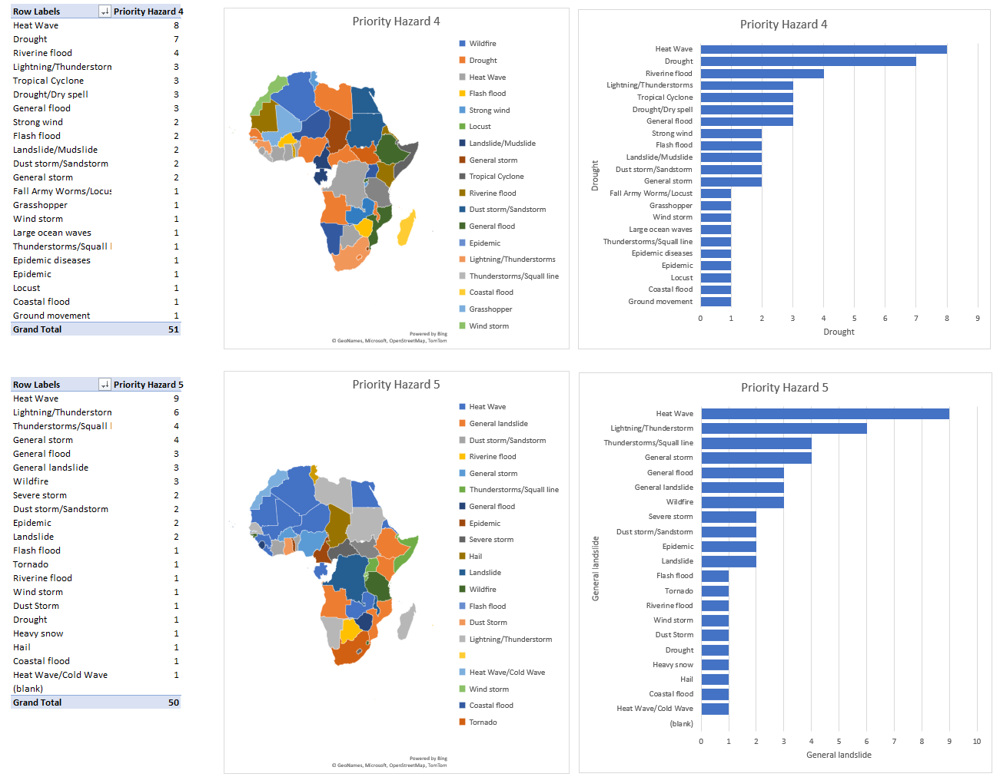 Row Labels Priority Hazard 4
Heat Wave 8
Drought 7
Riverine flood 4
Lightning/Thunderstorn 3
Tropical Cyclone 3
Drought/Dry spell 3
General flood 3
Strong wind 2
Flash flood 2
Landslide/Mudslide 2
Dust storm/Sandstorm 2
General storm 2
Fall Army Worms/Locus 1
Grasshopper 1
Wind storm 1
Large ocean waves 1
Thunderstorms/Squall l 1
Epidemic diseases 1
Epidemic 1
Locust 1
Coastal flood 1
Ground movement 1
Grand Total 51
Priority Hazard 4
Wildfire
Drought
Heat Wave
Flash flood
Strong wind
Locust
Landslide/Mudslide
General storm
Tropical Cyclone
Riverine flood
Dust storm/Sandstorm
General flood
Epidemic
Lightning/Thunderstorms
Thunderstorms/Squall line
Coastal flood
Grasshopper
Wind storm
Powered by Bing
© GeoNames, Microsoft, OpenStreetMap, TomTom
Priority Hazard 4
Drought
Heat Wave
Drought
Riverine flood
Lightning/Thunderstorms
Tropical Cyclone
Drought/Dry spell
General flood
Strong wind
Flash flood
Landslide/Mudslide
Dust storm/Sandstorm
General storm
Fall Army Worms/Locust
Grasshopper
Wind storm
Large ocean waves
Thunderstorms/Squall line
Epidemic diseases
Epidemic
Locust
Coastal flood
Ground movement
0 1 2 3 4 5 6 7 8 9
Drought
Row Labels Priority Hazard 5
Heat Wave 9
Lightning/Thunderstorn 6
Thunderstorms/Squall l 4
General storm 4
General flood 3
General landslide 3
Wildfire 3
Severe storm 2
Dust storm/Sandstorm 2
Epidemic 2
Landslide 2
Flash flood 1
Tornado 1
Riverine flood 1
Wind storm 1
Dust Storm 1
Drought 1
Heavy snow 1
Hail 1
Coastal flood 1
Heat Wave/Cold Wave 1
(blank)
Grand Total 50
Priority Hazard 5
Heat Wave
General landslide
Dust storm/Sandstorm
Riverine flood
General storm
Thunderstorms/Squall line
General flood
Epidemic
Severe storm
Hail
Landslide
Wildfire
Flash flood
Dust Storm
Lightning/Thunderstorm
Heat Wave/Cold Wave
Wind storm
Coastal flood
Tornado
Powered by Bing
© GeoNames, Microsoft, OpenStreetMap, TomTom
Priority Hazard 5
General landslide
Heat Wave
Lightning/Thunderstorm
Thunderstorms/Squall line
General storm
General flood
General landslide
Wildfire
Severe storm
Dust storm/Sandstorm
Epidemic
Landslide
Flash flood
Tornado
Riverine flood
Wind storm
Dust Storm
Drought
Heavy snow
Hail
Coastal flood
Heat Wave/Cold Wave
(blank)
0 1 2 3 4 5 6 7 8 9 10
General landslide